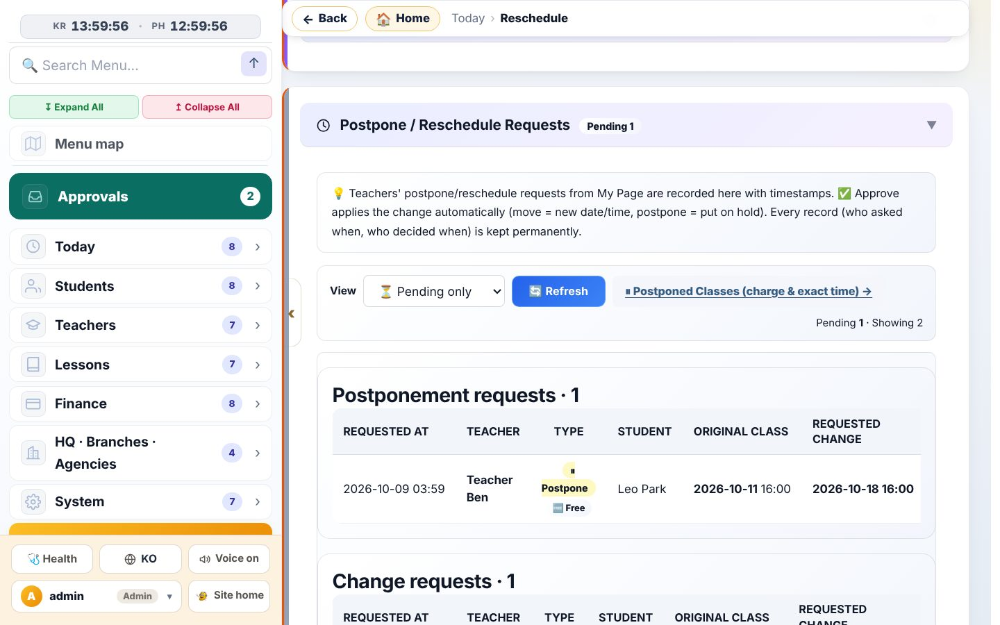 KR 13:59:56 • PH 12:59:56
Search Menu...
↧ Expand All
↥ Collapse All
Menu map
Approvals 2
Today 8 ›
Students 8 ›
Teachers 7 ›
Lessons 7 ›
Finance 8 ›
HQ · Branches ·
Agencies 4 ›
System 7 ›
Health
KO
Voice on
A admin Admin ▾
Site home
← Back
Home
Today › Reschedule
Postpone / Reschedule Requests Pending 1 ▼
💡 Teachers' postpone/reschedule requests from My Page are recorded here with timestamps. ✅ Approve
applies the change automatically (move = new date/time, postpone = put on hold). Every record (who asked
when, who decided when) is kept permanently.
View ⏳ Pending only 🔄 Refresh ⏸ Postponed Classes (charge & exact time) →
Pending 1 · Showing 2
Postponement requests · 1
REQUESTED AT TEACHER TYPE STUDENT ORIGINAL CLASS REQUESTED CHANGE
2026-10-09 03:59 Teacher Ben ⏸ Postpone 🆓 Free Leo Park 2026-10-11 16:00 2026-10-18 16:00
Change requests · 1
REQUESTED AT TEACHER TYPE STUDENT ORIGINAL CLASS REQUESTED CHANGE